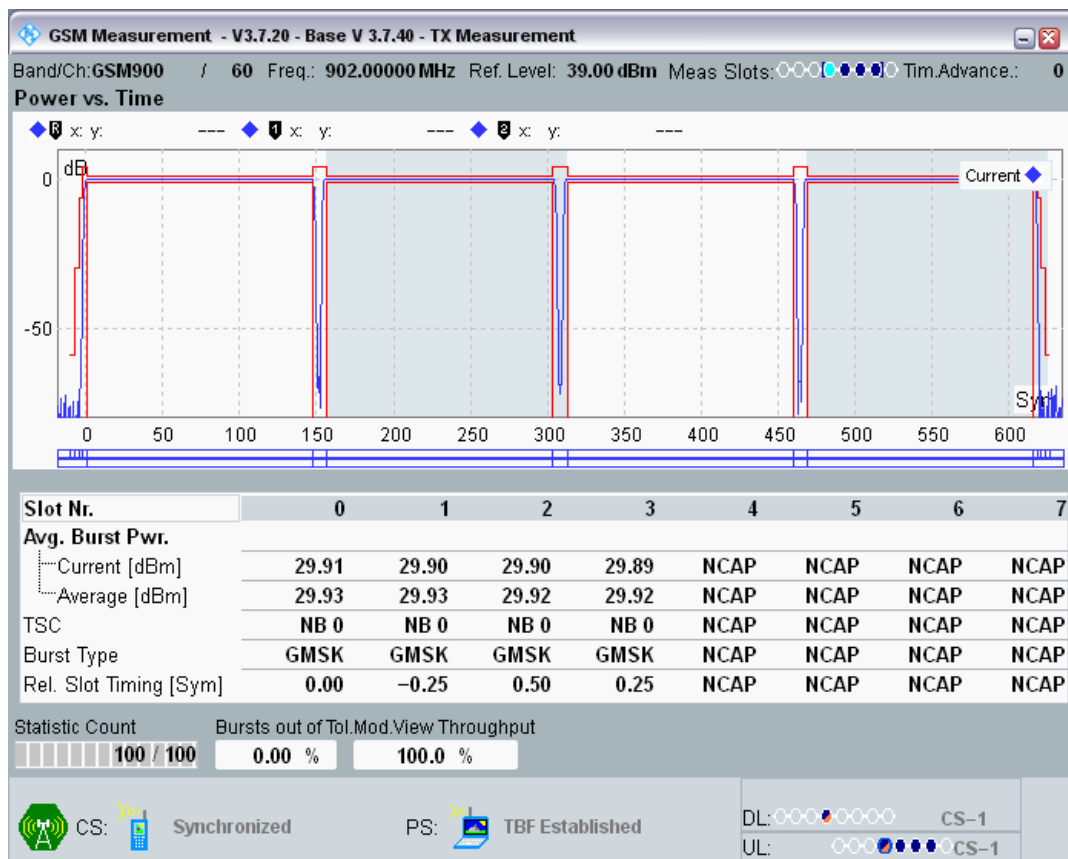 GSM Measurement - V3.7.20 - Base V 3.7.40 - TX Measurement
Band/Ch:GSM900 / 60 Freq.: 902.00000 MHz Ref. Level: 39.00 dBm Meas Slots: Tim.Advance.: 0
Power vs. Time
R x: y: --- 1 x: y: --- 2 x: y: ---
dB
Current
0
-50
Sym
0 50 100 150 200 250 300 350 400 450 500 550 600
Slot Nr. 0 1 2 3 4 5 6 7
Avg. Burst Pwr.
Current [dBm] 29.91 29.90 29.90 29.89 NCAP NCAP NCAP NCAP
Average [dBm] 29.93 29.93 29.92 29.92 NCAP NCAP NCAP NCAP
TSC NB 0 NB 0 NB 0 NB 0 NCAP NCAP NCAP NCAP
Burst Type GMSK GMSK GMSK GMSK NCAP NCAP NCAP NCAP
Rel. Slot Timing [Sym] 0.00 −0.25 0.50 0.25 NCAP NCAP NCAP NCAP
Statistic Count Bursts out of Tol.Mod.View Throughput
100 / 100 0.00 % 100.0 %
CS: Synchronized PS: TBF Established
DL: CS−1
UL: CS−1